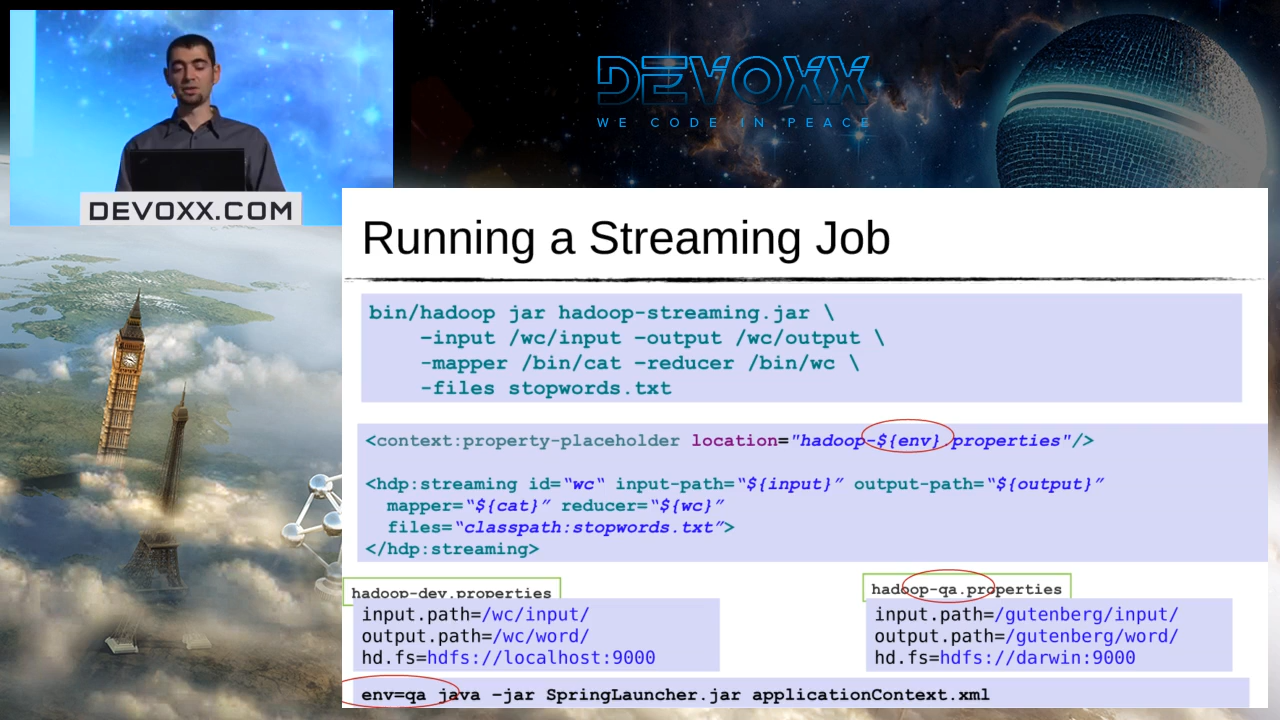 DEVOXX
WE CODE IN PEACE
DEVOXX.COM
Running a Streaming Job
bin/hadoop jar hadoop-streaming.jar \
–input /wc/input –output /wc/output \
-mapper /bin/cat –reducer /bin/wc \
-files stopwords.txt
<context:property-placeholder location="hadoop-${env}.properties"/>
<hdp:streaming id=“wc“ input-path=“${input}” output-path=“${output}”
mapper=“${cat}” reducer=“${wc}”
files=“classpath:stopwords.txt”>
</hdp:streaming>
hadoop-dev.properties
input.path=/wc/input/
output.path=/wc/word/
hd.fs=hdfs://localhost:9000
hadoop-qa.properties
input.path=/gutenberg/input/
output.path=/gutenberg/word/
hd.fs=hdfs://darwin:9000
env=qa java –jar SpringLauncher.jar applicationContext.xml